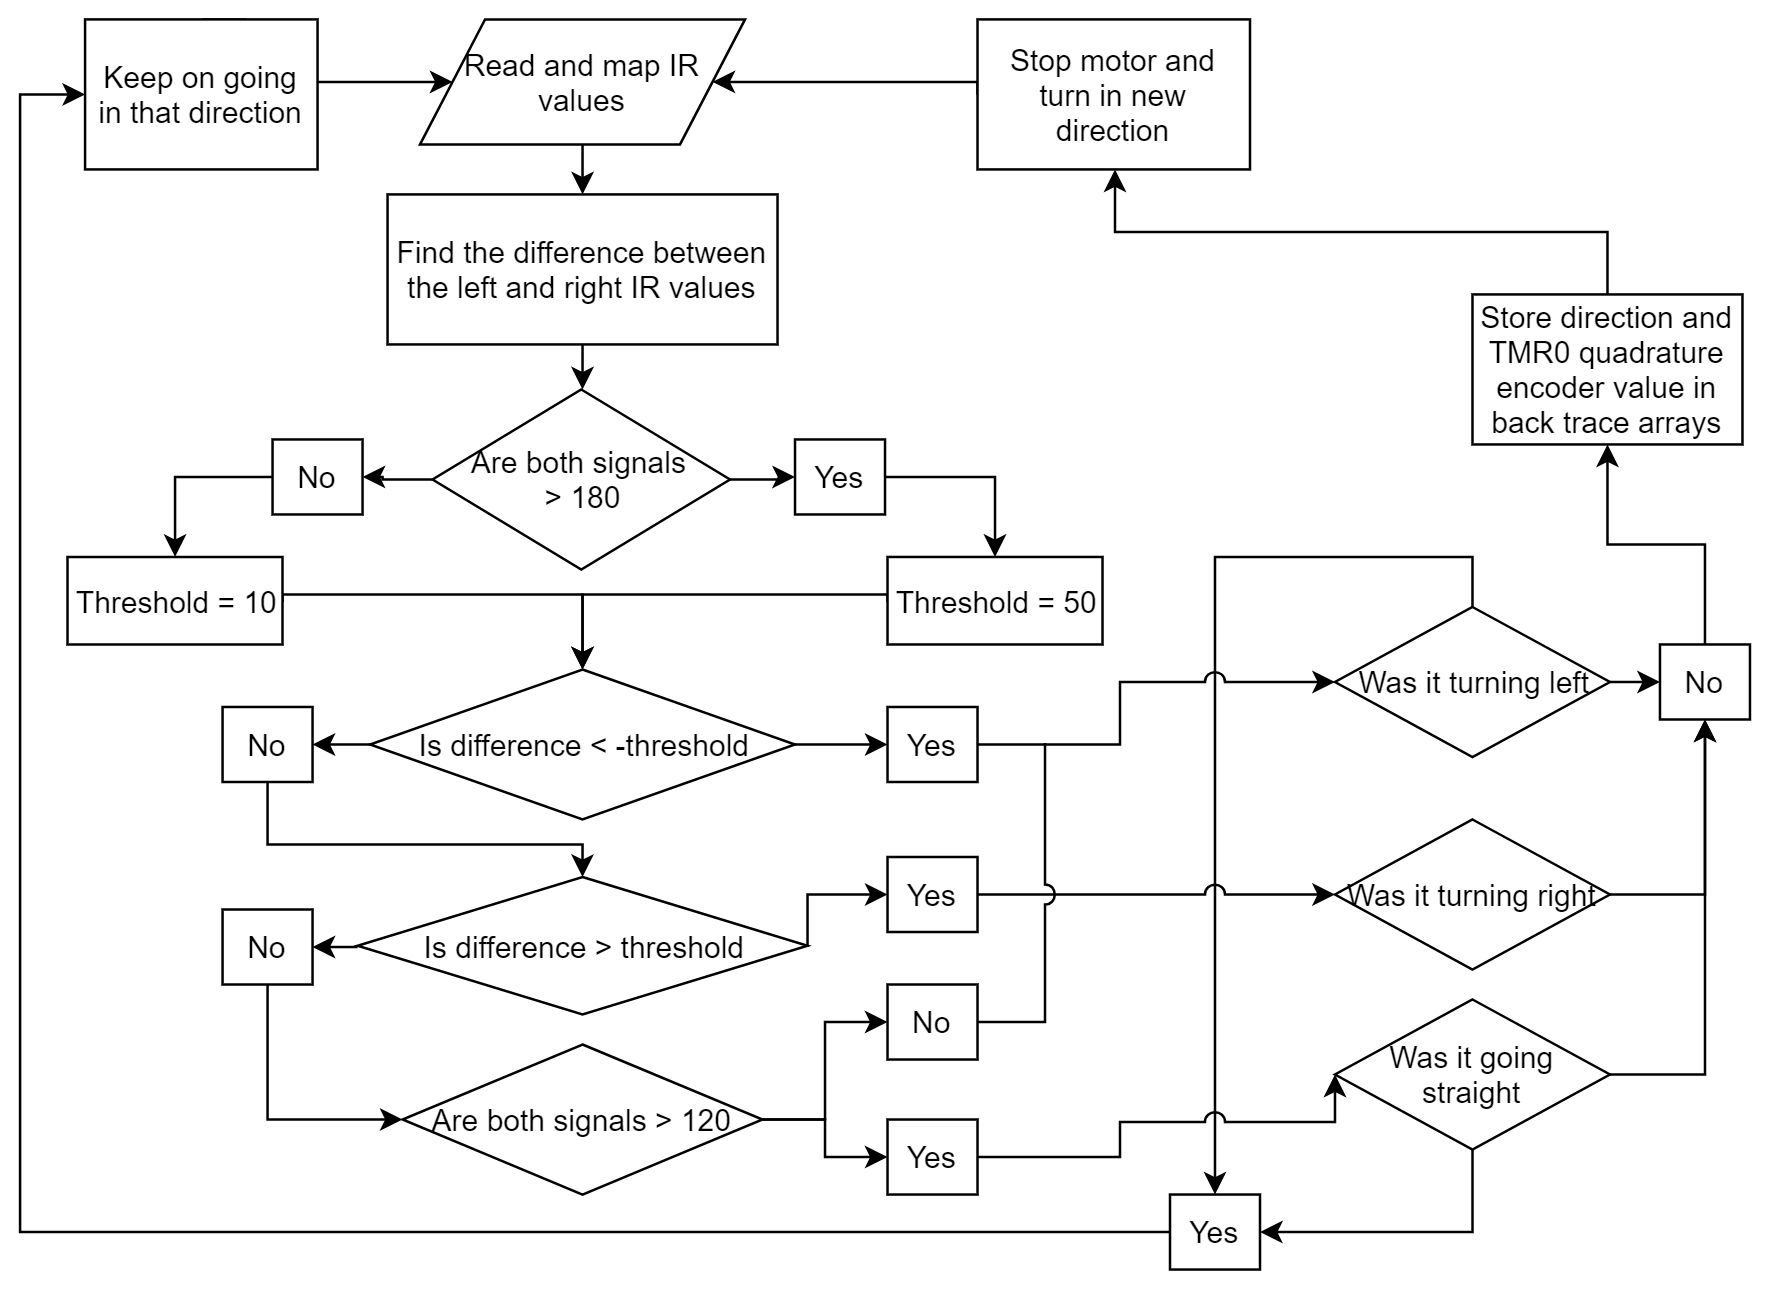 Keep on going
in that direction
Read and map IR
values
Stop motor and
turn in new
direction
Find the difference between
the left and right IR values
Store direction and
TMR0 quadrature
encoder value in
back trace arrays
No
Are both signals
> 180
Yes
Threshold = 10
Threshold = 50
Was it turning left
No
No
Is difference < -threshold
Yes
Yes
Was it turning right
No
Is difference > threshold
No
Was it going
straight
Are both signals > 120
Yes
Yes